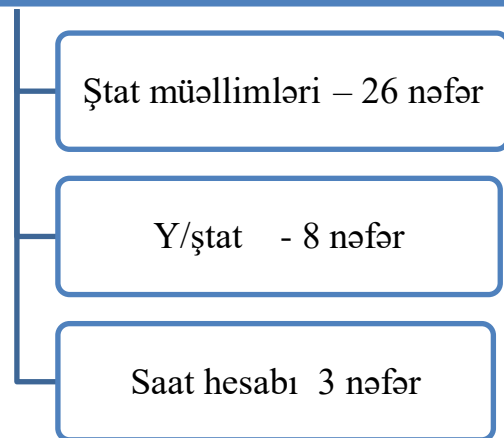 Ştat müəllimləri – 26 nəfər
Y/ştat - 8 nəfər
Saat hesabı 3 nəfər